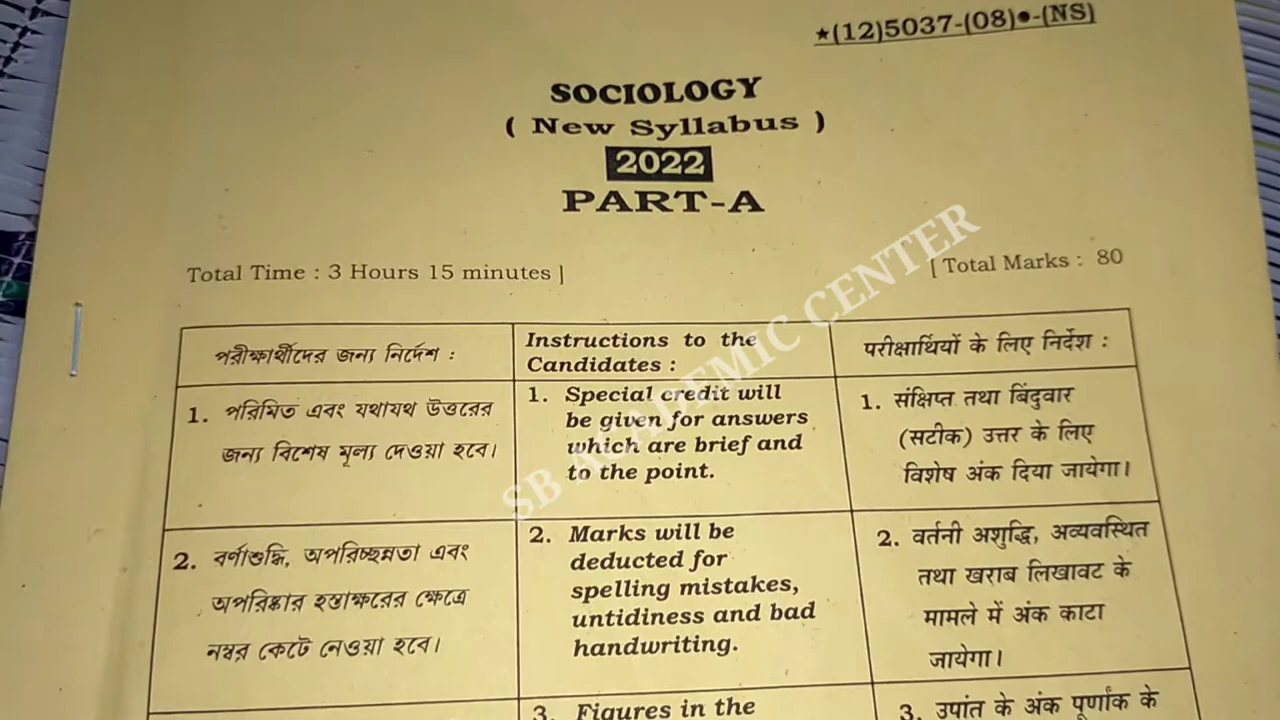 ★(12)5037-(08)●-(NS)
SOCIOLOGY
( New Syllabus )
2022
PART-A
Total Time : 3 Hours 15 minutes ]
[ Total Marks : 80
পরীক্ষার্থীদের জন্য নির্দেশ :
Instructions to the
Candidates :
परीक्षार्थियों के लिए निर्देश :
1. পরিমিত এবং যথাযথ উত্তরের
জন্য বিশেষ মূল্য দেওয়া হবে।
1. Special credit will
be given for answers
which are brief and
to the point.
1. संक्षिप्त तथा बिंदुवार
(सटीक) उत्तर के लिए
विशेष अंक दिया जायेगा।
2. বর্ণাশুদ্ধি, অপরিচ্ছন্নতা এবং
অপরিষ্কার হস্তাক্ষরের ক্ষেত্রে
নম্বর কেটে নেওয়া হবে।
2. Marks will be
deducted for
spelling mistakes,
untidiness and bad
handwriting.
2. वर्तनी अशुद्धि, अव्यवस्थित
तथा खराब लिखावट के
मामले में अंक काटा
जायेगा।
3. Figures in the
3. उपांत के अंक पूर्णांक के
SB ACADEMIC CENTER